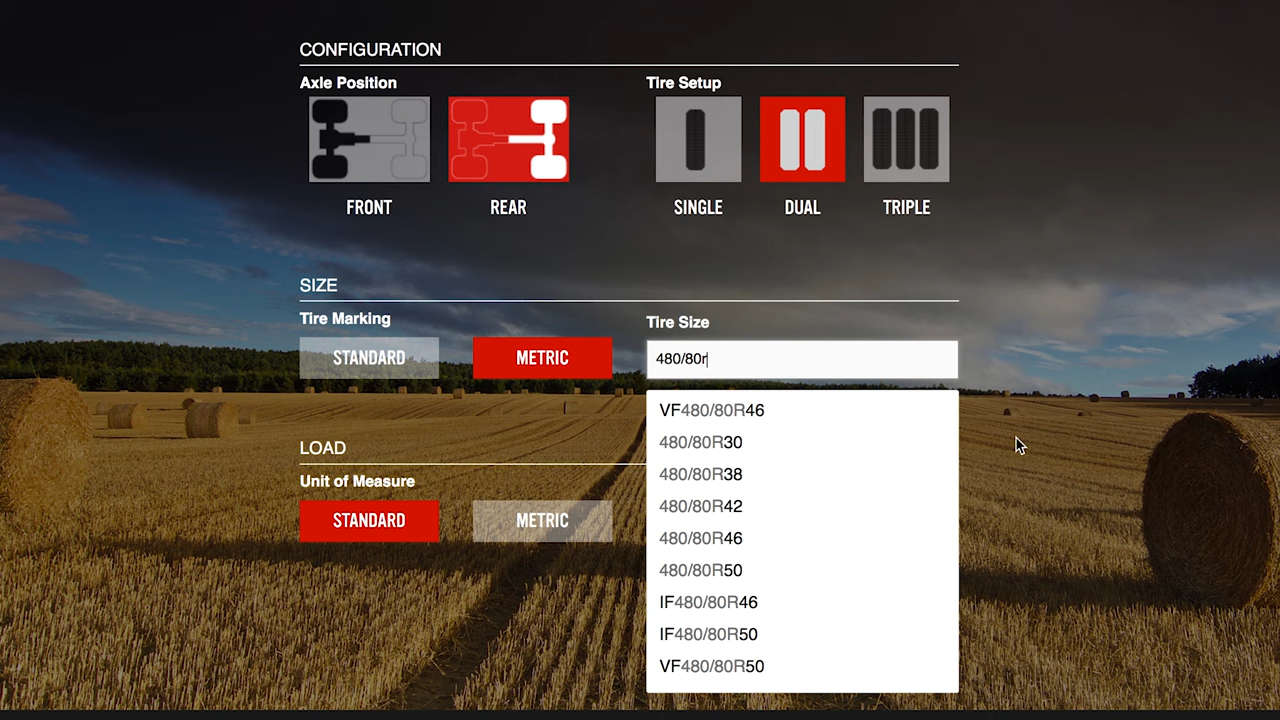 CONFIGURATION
Axle Position
Tire Setup
FRONT
REAR
SINGLE
DUAL
TRIPLE
SIZE
Tire Marking
STANDARD
METRIC
Tire Size
480/80r
VF480/80R46
480/80R30
480/80R38
480/80R42
480/80R46
480/80R50
IF480/80R46
IF480/80R50
VF480/80R50
LOAD
Unit of Measure
STANDARD
METRIC